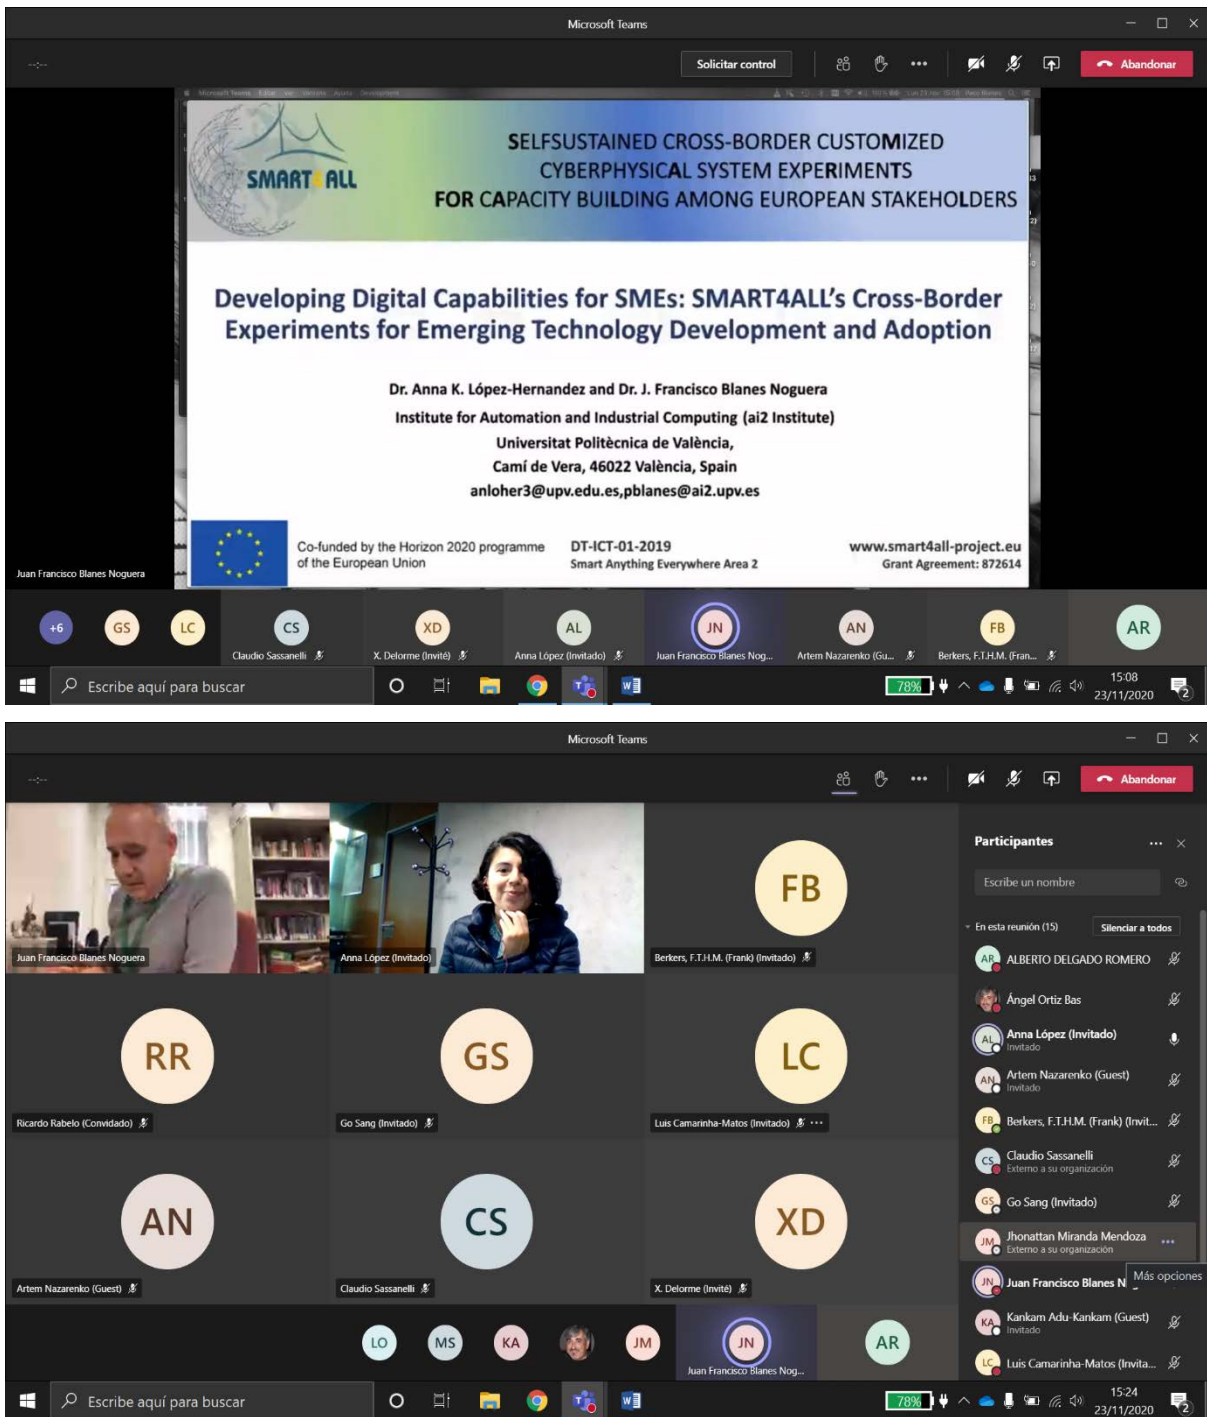 Microsoft Teams
--:--
Solicitar control
Abandonar
SMART4ALL
SELFSUSTAINED CROSS-BORDER CUSTOMIZED
CYBERPHYSICAL SYSTEM EXPERIMENTS
FOR CAPACITY BUILDING AMONG EUROPEAN STAKEHOLDERS
Developing Digital Capabilities for SMEs: SMART4ALL's Cross-Border
Experiments for Emerging Technology Development and Adoption
Dr. Anna K. López-Hernandez and Dr. J. Francisco Blanes Noguera
Institute for Automation and Industrial Computing (ai2 Institute)
Universitat Politècnica de València,
Camí de Vera, 46022 València, Spain
anloher3@upv.edu.es,pblanes@ai2.upv.es
Co-funded by the Horizon 2020 programme
of the European Union
DT-ICT-01-2019
Smart Anything Everywhere Area 2
www.smart4all-project.eu
Grant Agreement: 872614
Juan Francisco Blanes Noguera
+6 GS LC CS XD AL JN AN FB AR
Claudio Sassanelli X. Delorme (Invité) Anna López (Invitado) Juan Francisco Blanes Nog... Artem Nazarenko (Gu... Berkers, F.T.H.M. (Fran...
Escribe aquí para buscar
78%
15:08
23/11/2020
2
Microsoft Teams
--:--
Abandonar
Juan Francisco Blanes Noguera
Anna López (Invitado)
FB
Berkers, F.T.H.M. (Frank) (Invitado)
RR
Ricardo Rabelo (Convidado)
GS
Go Sang (Invitado)
LC
Luis Camarinha-Matos (Invitado)
AN
Artem Nazarenko (Guest)
CS
Claudio Sassanelli
XD
X. Delorme (Invité)
LO MS KA JM JN AR
Juan Francisco Blanes Nog...
Participantes
Escribe un nombre
En esta reunión (15)
Silenciar a todos
AR ALBERTO DELGADO ROMERO
Ángel Ortiz Bas
AL Anna López (Invitado)
Invitado
AN Artem Nazarenko (Guest)
Invitado
FB Berkers, F.T.H.M. (Frank) (Invit...
CS Claudio Sassanelli
Externo a su organización
GS Go Sang (Invitado)
JM Jhonattan Miranda Mendoza
Externo a su organización
Más opciones
JN Juan Francisco Blanes N
KA Kankam Adu-Kankam (Guest)
Invitado
LC Luis Camarinha-Matos (Invita...
Escribe aquí para buscar
78%
15:24
23/11/2020
2